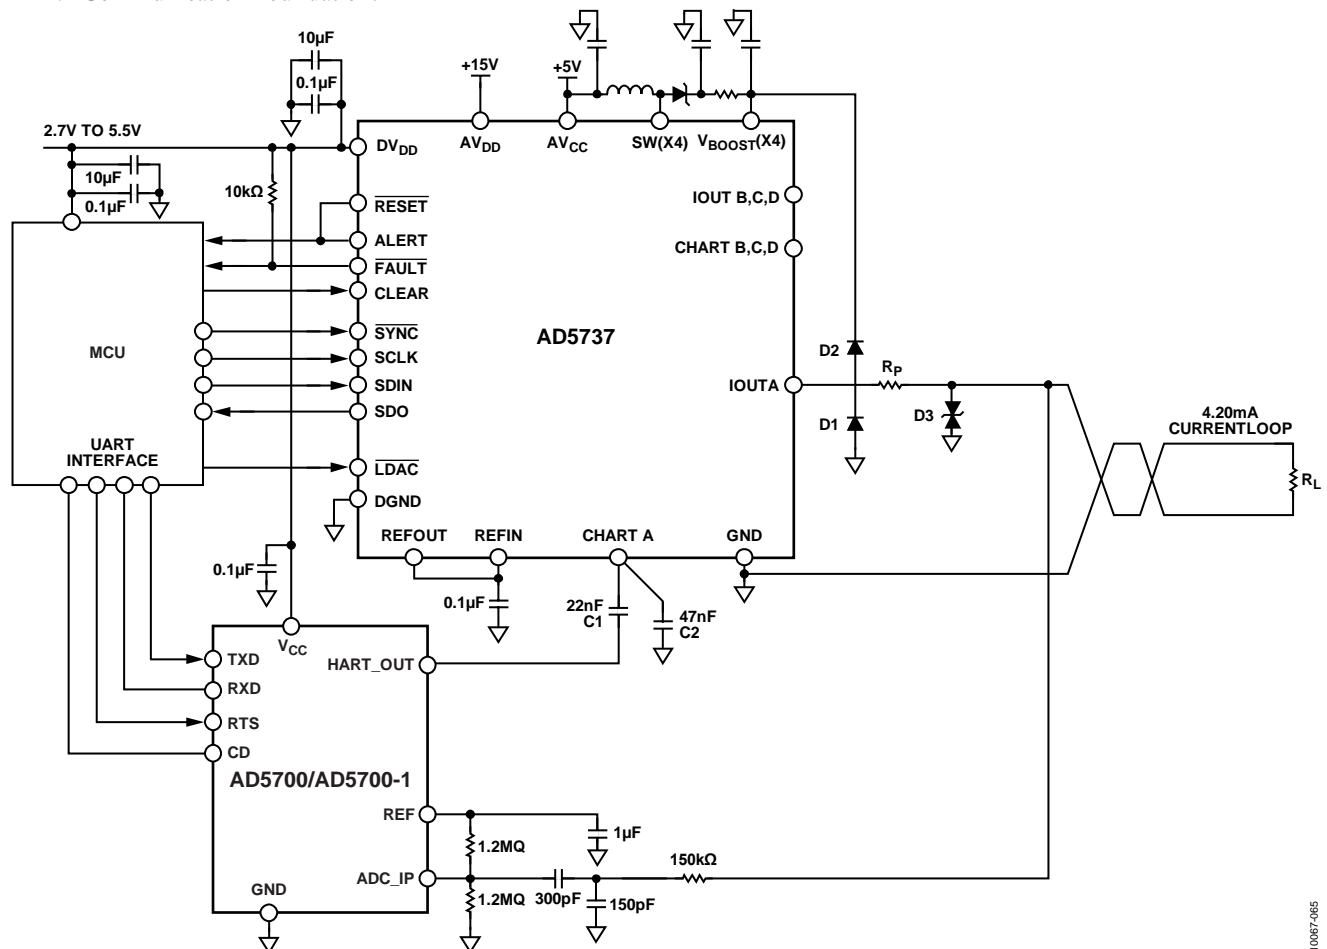 10µF
0.1µF
+15V
+5V
2.7V TO 5.5V
10µF
0.1µF
10kΩ
DVDD
AVDD
AVCC
SW(X4)
VBOOST(X4)
RESET
ALERT
FAULT
CLEAR
SYNC
SCLK
SDIN
SDO
LDAC
DGND
IOUT B,C,D
CHART B,C,D
AD5737
IOUTA
MCU
UART
INTERFACE
D2
D1
RP
D3
4.20mA
CURRENTLOOP
RL
REFOUT
REFIN
CHART A
GND
0.1µF
0.1µF
22nF
C1
47nF
C2
VCC
TXD
RXD
RTS
CD
HART_OUT
AD5700/AD5700-1
REF
ADC_IP
GND
1.2MQ
1.2MQ
1µF
300pF
150pF
150kΩ
10067-065